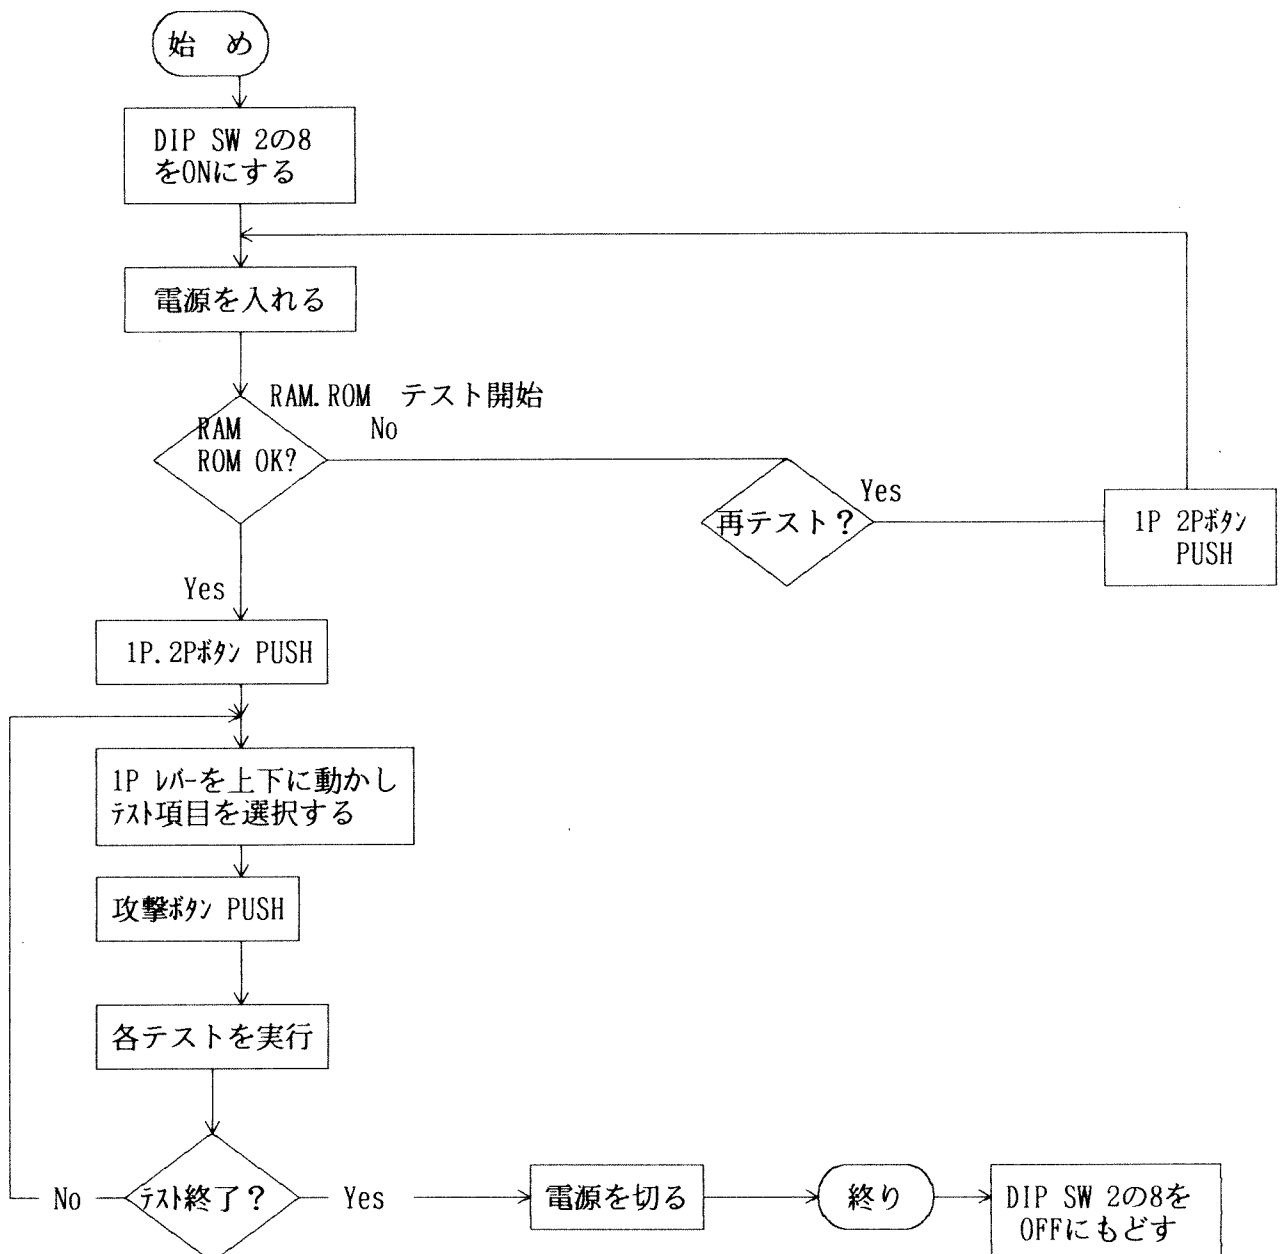 始 め
DIP SW 2の8
をONにする
電源を入れる
RAM.ROM テスト開始
RAM
ROM OK?
No
再テスト?
Yes
1P 2Pボタン
PUSH
Yes
1P.2Pボタン PUSH
1P レバーを上下に動かし
テスト項目を選択する
攻撃ボタン PUSH
各テストを実行
No
テスト終了?
Yes
電源を切る
終り
DIP SW 2の8を
OFFにもどす